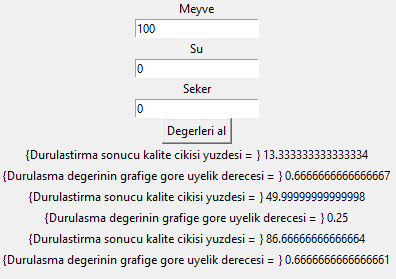 Meyve
100
Su
0
Seker
0
Degerleri al
{Durulastirma sonucu kalite cikisi yuzdesi = } 13.333333333333334
{Durulasma degerinin grafige gore uyelik derecesi = } 0.6666666666666667
{Durulastirma sonucu kalite cikisi yuzdesi = } 49.99999999999998
{Durulasma degerinin grafige gore uyelik derecesi = } 0.25
{Durulastirma sonucu kalite cikisi yuzdesi = } 86.66666666666664
{Durulasma degerinin grafige gore uyelik derecesi = } 0.6666666666666661